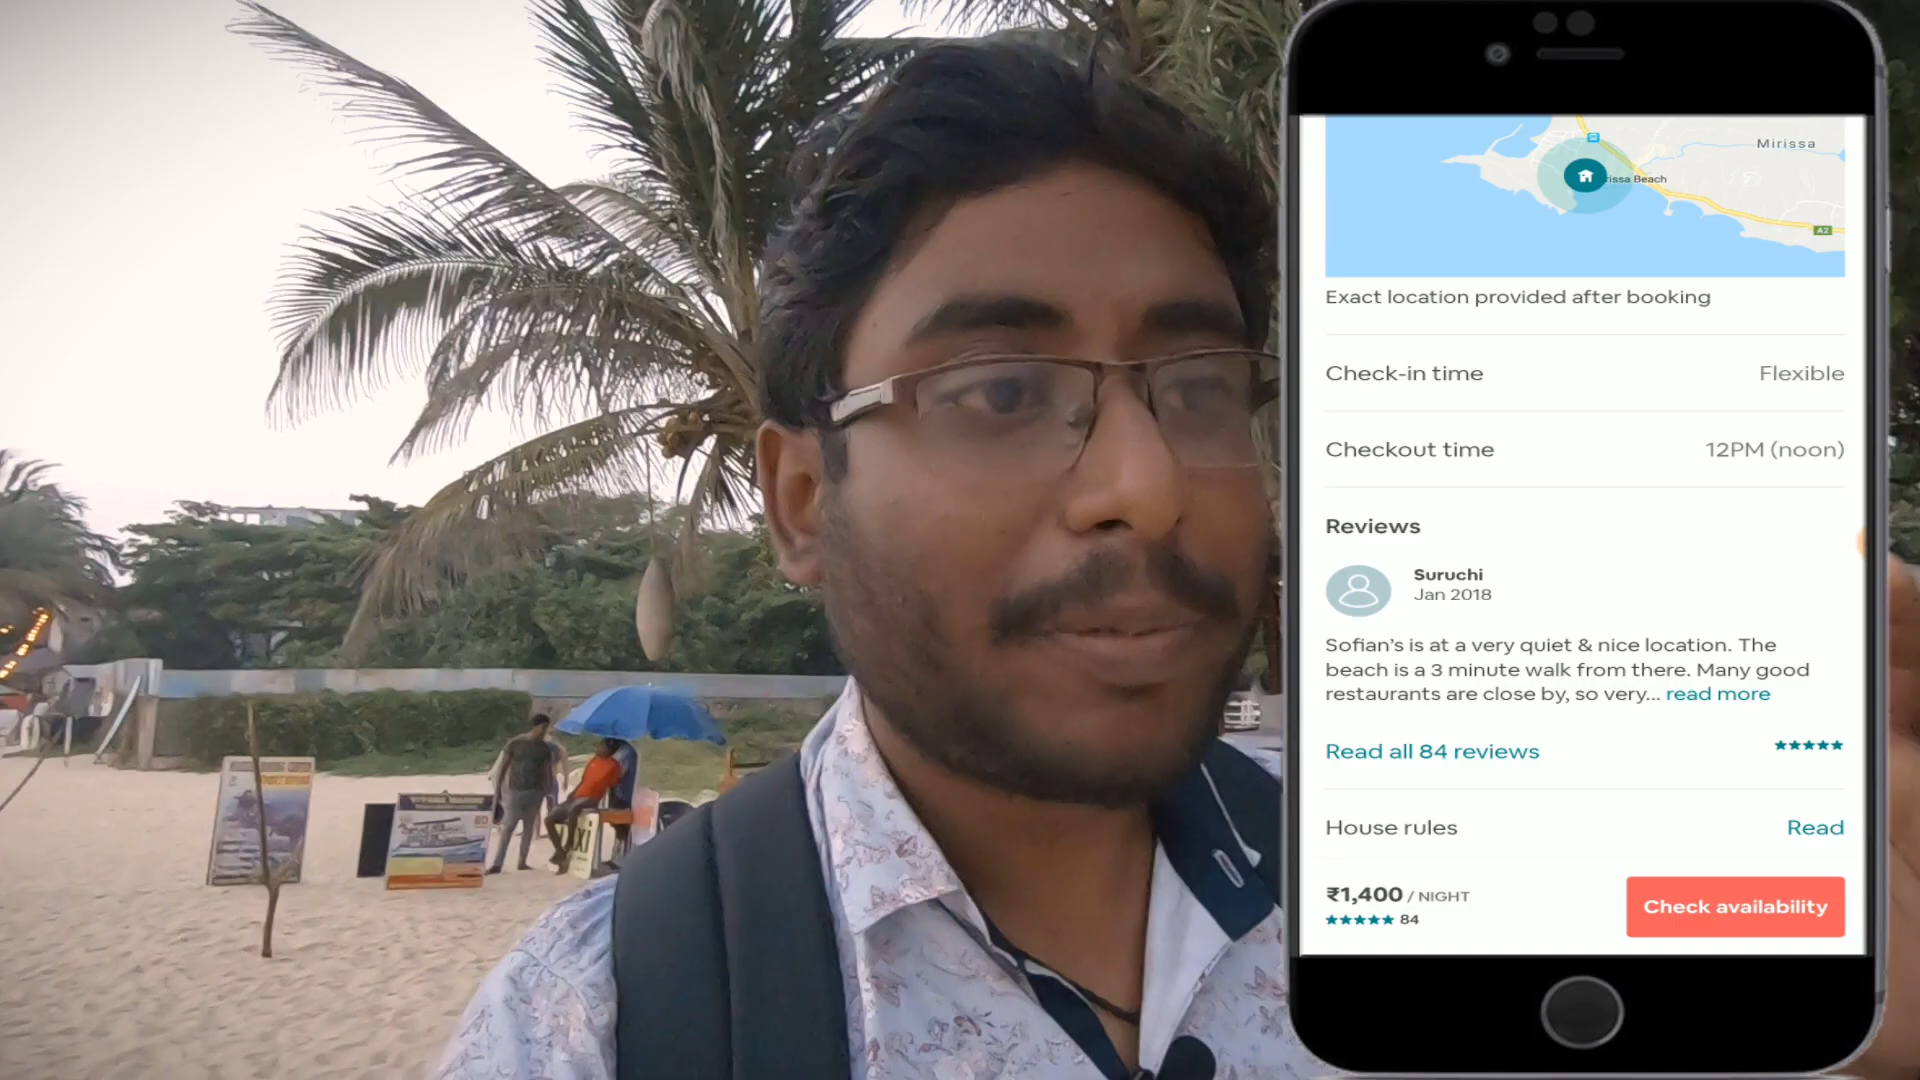 Mirissa
rissa Beach
A2
Exact location provided after booking
Check-in time
Flexible
Checkout time
12PM (noon)
Reviews
Suruchi
Jan 2018
Sofian’s is at a very quiet & nice location. The
beach is a 3 minute walk from there. Many good
restaurants are close by, so very... read more
Read all 84 reviews
House rules
Read
₹1,400 / NIGHT
84
Check availability